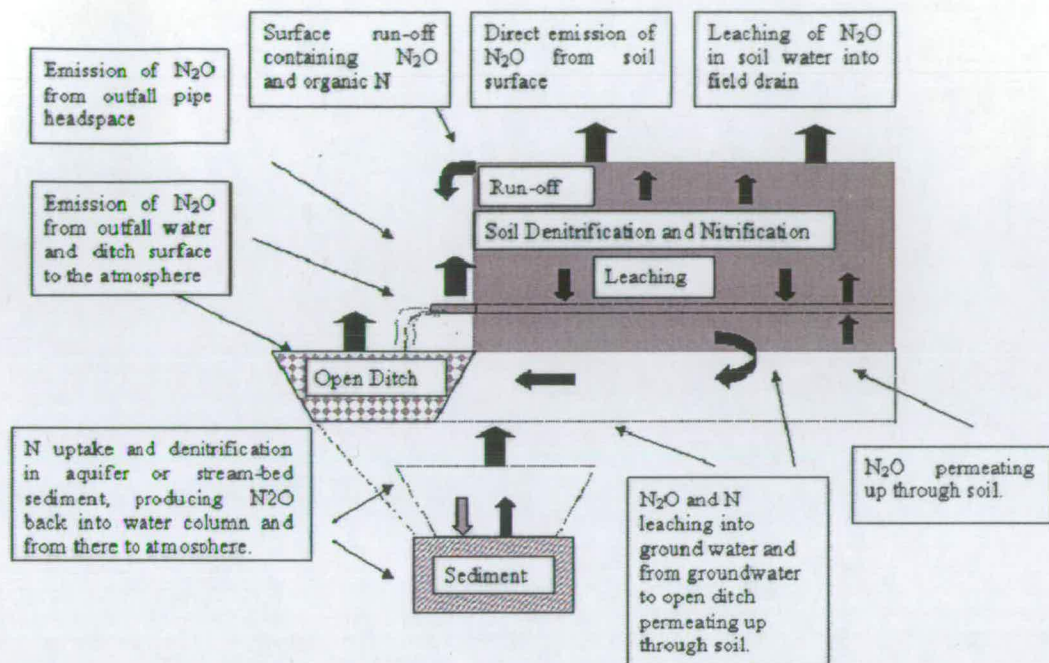 Surface run-off
containing N₂O
and organic N
Direct emission of
N₂O from soil
surface
Leaching of N₂O
in soil water into
field drain
Emission of N₂O
from outfall pipe
headspace
Emission of N₂O
from outfall water
and ditch surface
to the atmosphere
Run-off
Soil Denitrification and Nitrification
Leaching
Open Ditch
N uptake and denitrification
in aquifer or stream-bed
sediment, producing N2O
back into water column and
from there to atmosphere.
Sediment
N₂O and N
leaching into
ground water and
from groundwater
to open ditch
permeating up
through soil.
N₂O permeating
up through soil.